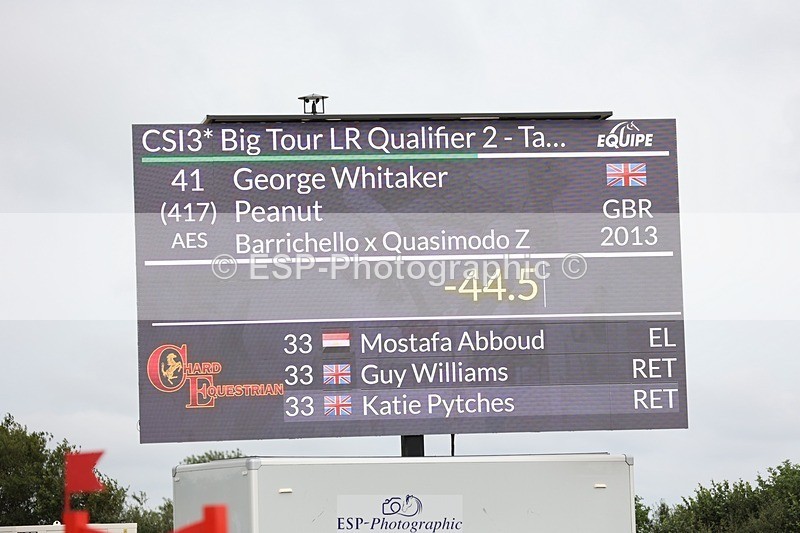 CSI3* Big Tour LR Qualifier 2 - Ta... EQUIPE
41 George Whitaker
(417) Peanut GBR
AES Barrichello x Quasimodo Z 2013
© ESP-Photographic ©
-44.5
33 Mostafa Abboud EL
33 Guy Williams RET
33 Katie Pytches RET
CHARD
EQUESTRIAN
ESP-Photographic